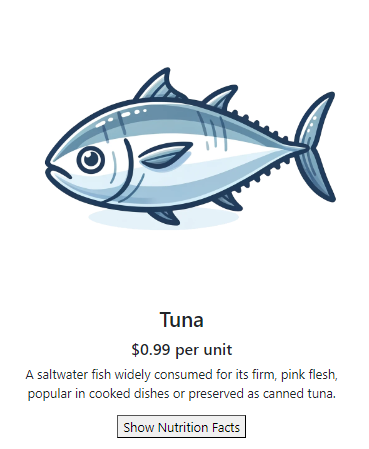 Tuna
$0.99 per unit
A saltwater fish widely consumed for its firm, pink flesh,
popular in cooked dishes or preserved as canned tuna.
Show Nutrition Facts